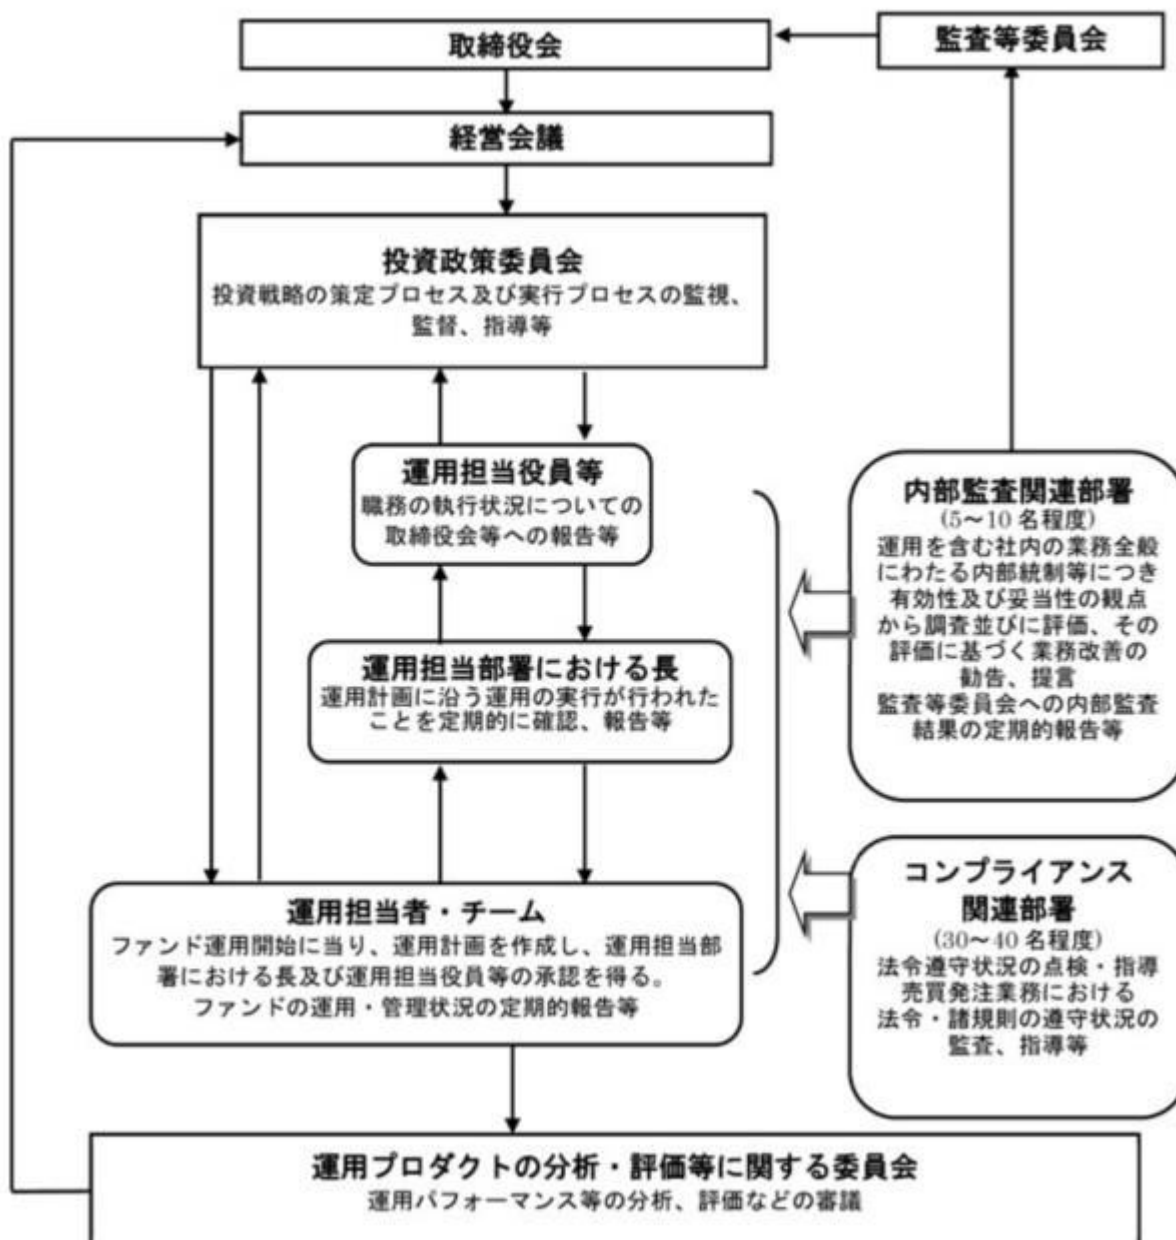 取締役会
監査等委員会
経営会議
投資政策委員会
投資戦略の策定プロセス及び実行プロセスの監視、
監督、指導等
運用担当役員等
職務の執行状況についての
取締役会等への報告等
運用担当部署における長
運用計画に沿う運用の実行が行われた
ことを定期的に確認、報告等
運用担当者・チーム
ファンド運用開始に当り、運用計画を作成し、運用担当部
署における長及び運用担当役員等の承認を得る。
ファンドの運用・管理状況の定期的報告等
内部監査関連部署
(5～10 名程度)
運用を含む社内の業務全般
にわたる内部統制等につき
有効性及び妥当性の観点
から調査並びに評価、その
評価に基づく業務改善の
勧告、提言
監査等委員会への内部監査
結果の定期的報告等
コンプライアンス
関連部署
(30～40 名程度)
法令遵守状況の点検・指導
売買発注業務における
法令・諸規則の遵守状況の
監査、指導等
運用プロダクトの分析・評価等に関する委員会
運用パフォーマンス等の分析、評価などの審議